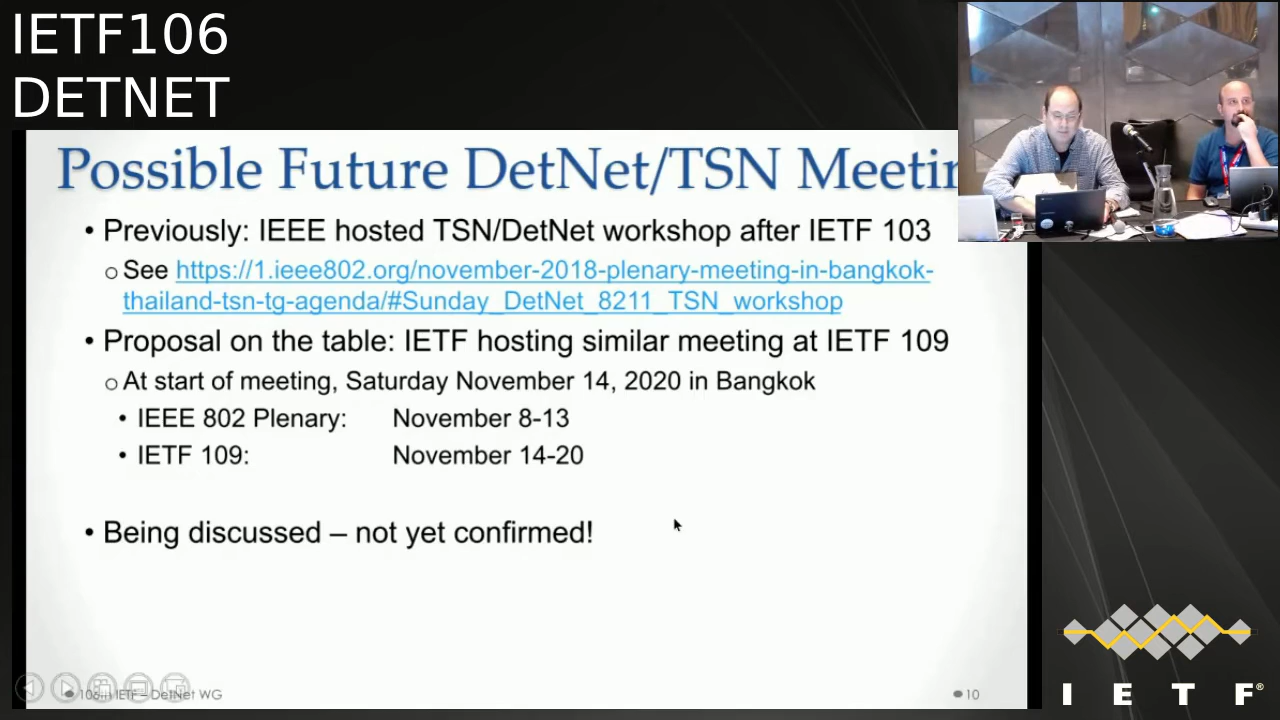 IETF106
DETNET
Possible Future DetNet/TSN Meetin
• Previously: IEEE hosted TSN/DetNet workshop after IETF 103
○ See https://1.ieee802.org/november-2018-plenary-meeting-in-bangkok-
thailand-tsn-tg-agenda/#Sunday_DetNet_8211_TSN_workshop
• Proposal on the table: IETF hosting similar meeting at IETF 109
○ At start of meeting, Saturday November 14, 2020 in Bangkok
• IEEE 802 Plenary: November 8-13
• IETF 109: November 14-20
• Being discussed – not yet confirmed!
106th IETF – DetNet WG
10
I E T F®